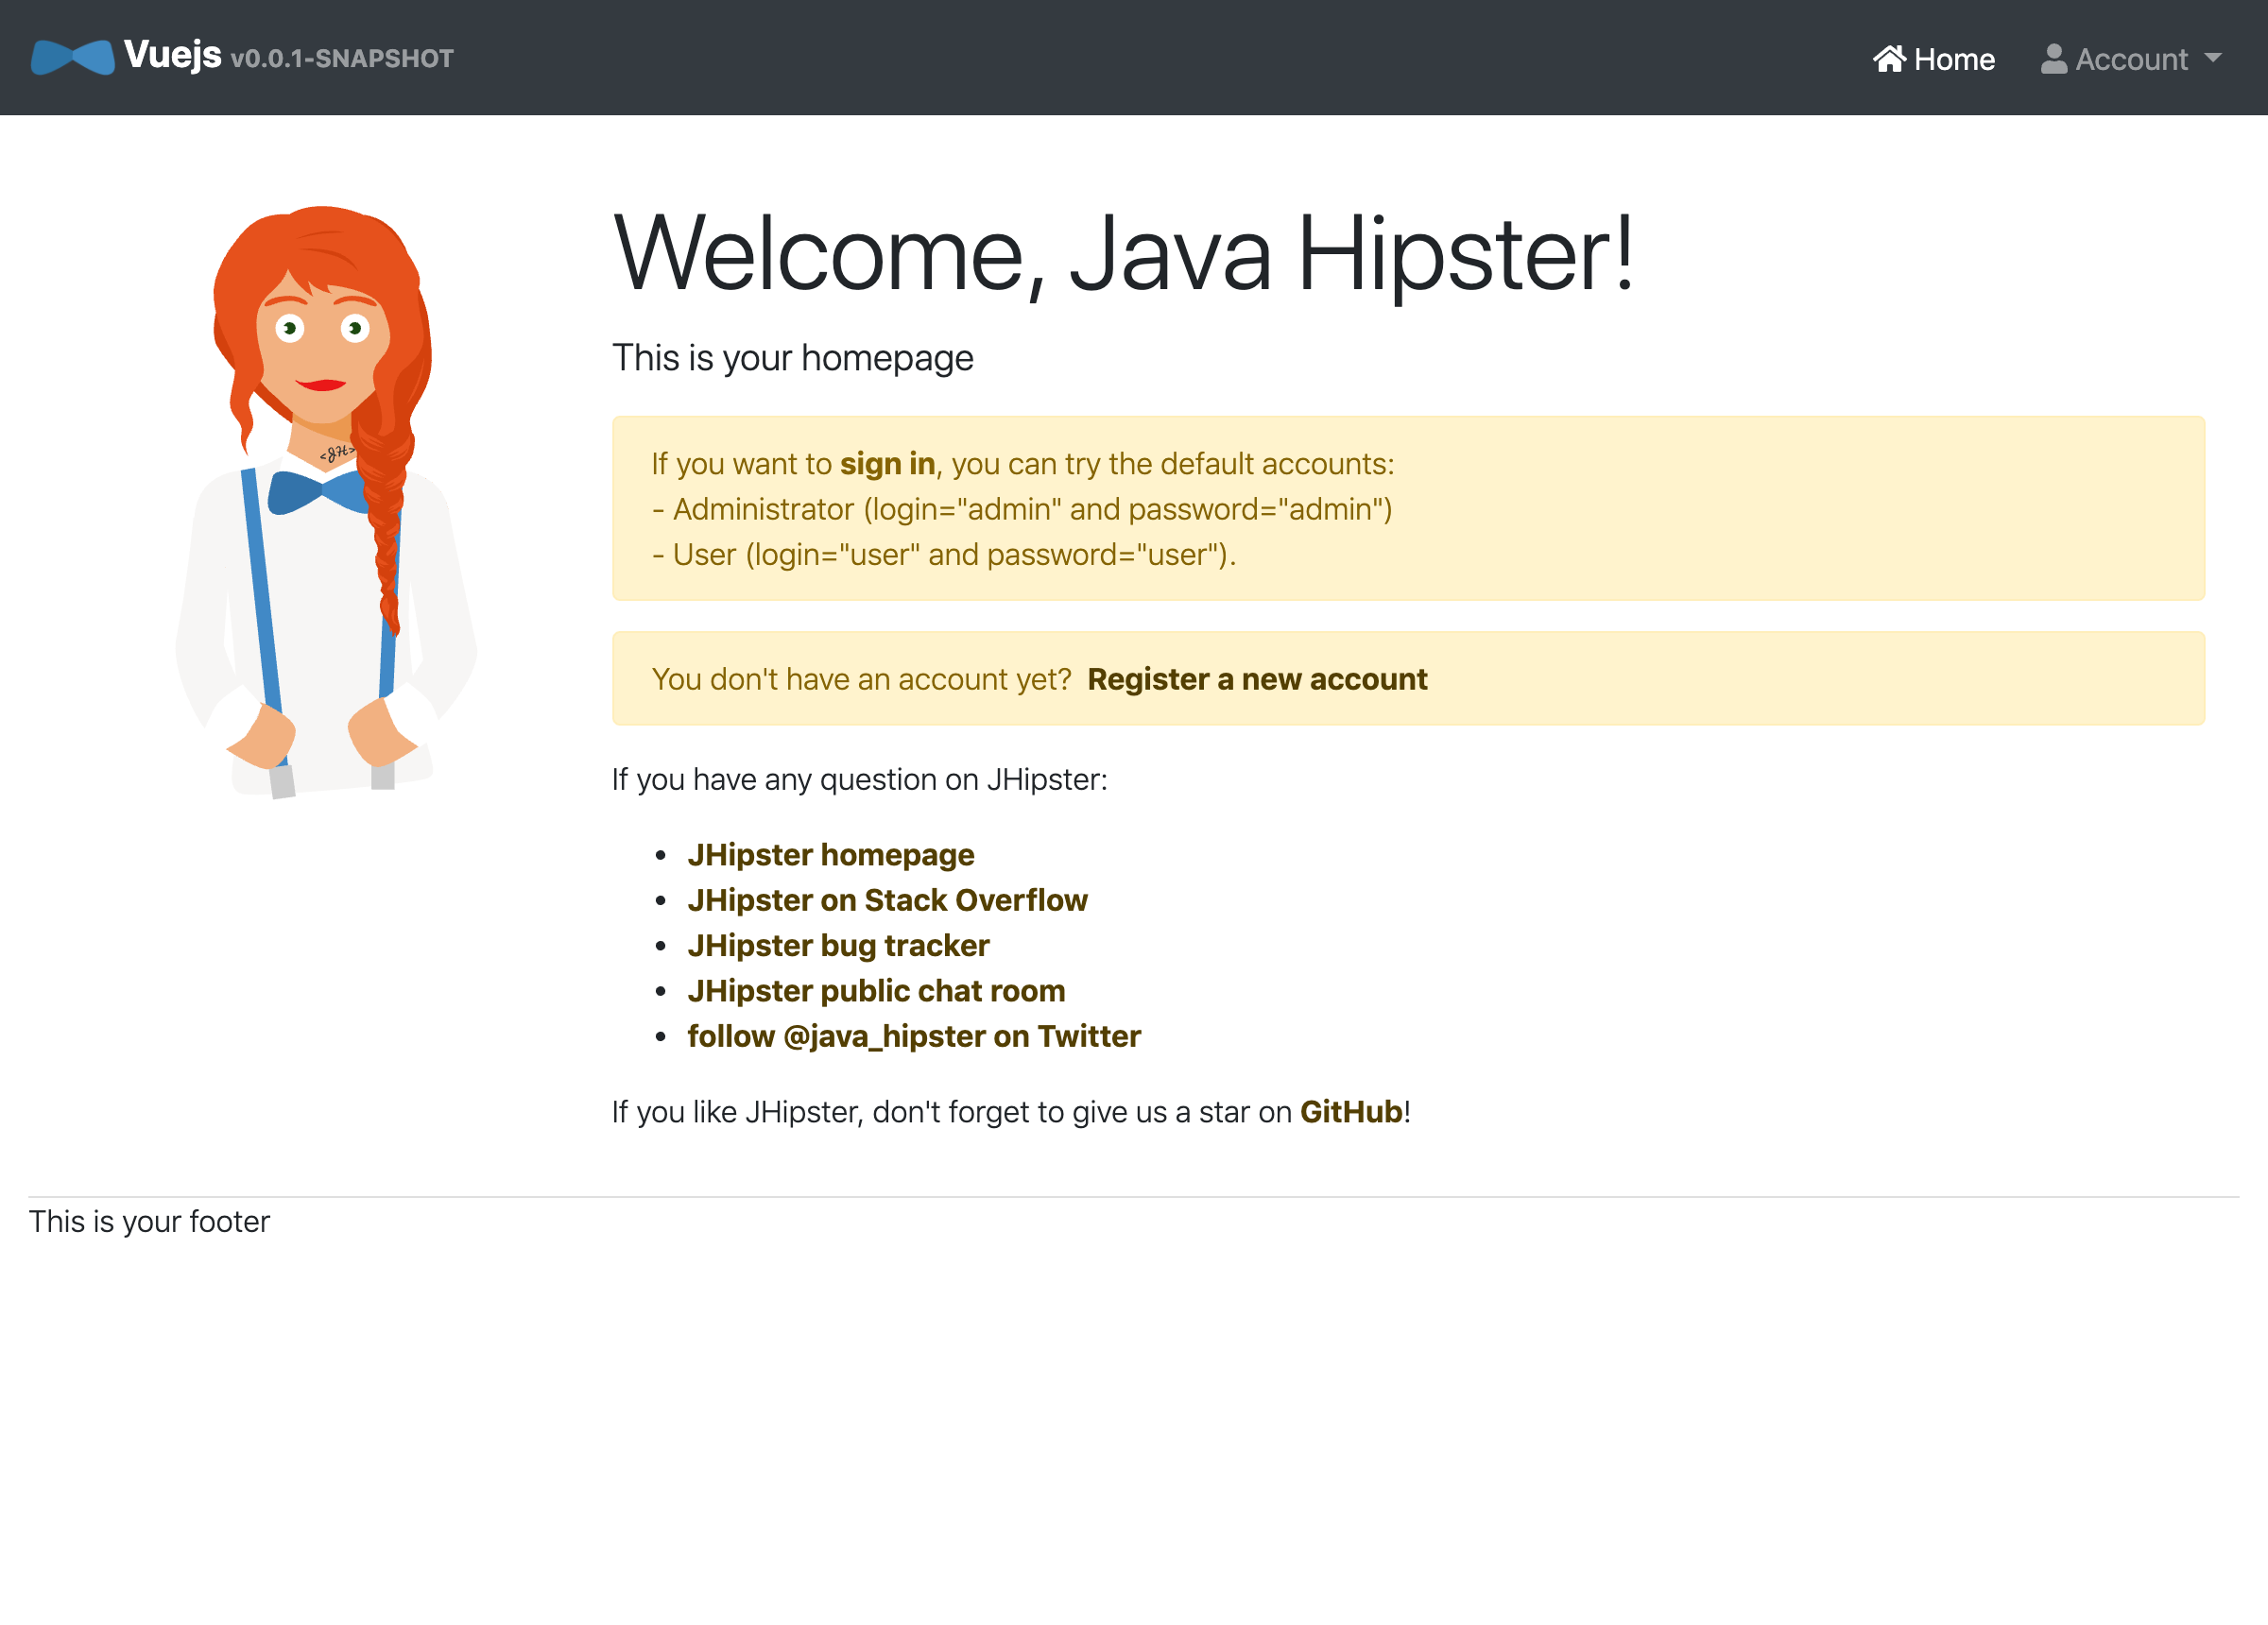 Vuejs v0.0.1-SNAPSHOT
Home Account
Welcome, Java Hipster!
This is your homepage
<JH>
If you want to sign in, you can try the default accounts:
- Administrator (login="admin" and password="admin")
- User (login="user" and password="user").
You don't have an account yet? Register a new account
If you have any question on JHipster:
• JHipster homepage
• JHipster on Stack Overflow
• JHipster bug tracker
• JHipster public chat room
• follow @java_hipster on Twitter
If you like JHipster, don't forget to give us a star on GitHub!
This is your footer